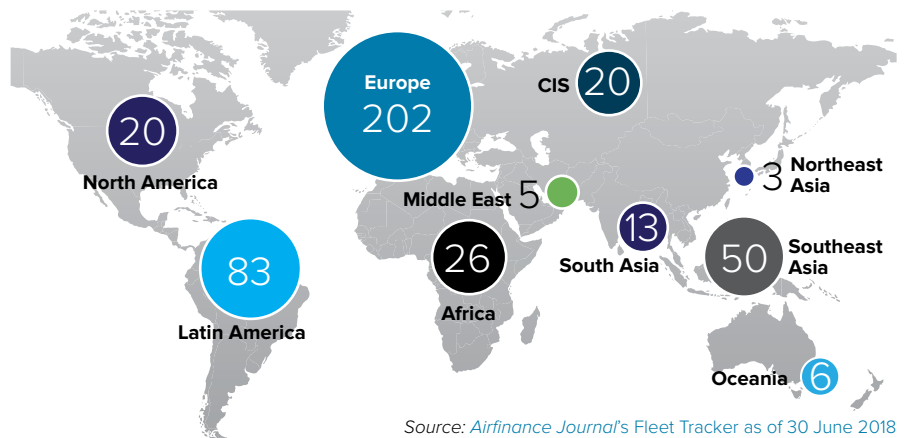 Europe
202
CIS 20
20
North America
3 Northeast
Asia
Middle East 5
13
South Asia
83
Latin America
26
Africa
50 Southeast
Asia
Oceania 6
Source: Airfinance Journal's Fleet Tracker as of 30 June 2018